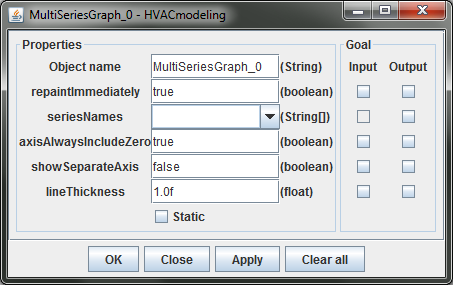 MultiSeriesGraph_0 - HVACmodeling
Properties
Goal
Object name MultiSeriesGraph_0 (String) Input Output
repaintImmediately true (boolean)
seriesNames (String[])
axisAlwaysIncludeZero true (boolean)
showSeparateAxis false (boolean)
lineThickness 1.0f (float)
Static
OK Close Apply Clear all